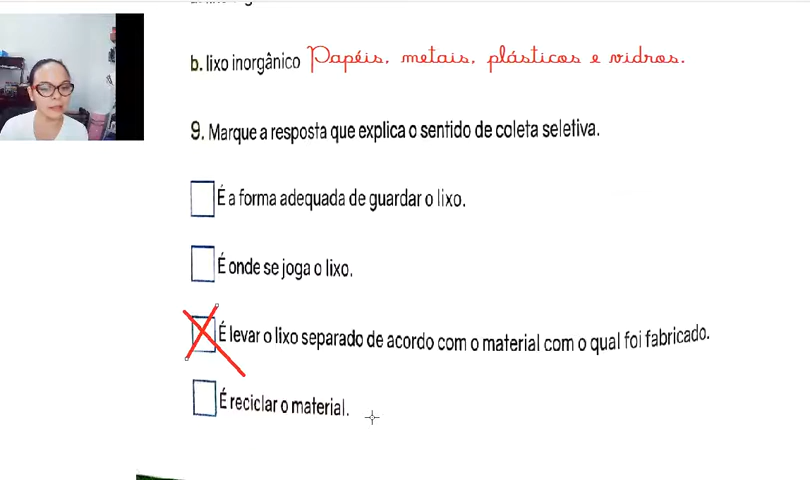 b. lixo inorgânico Papéis, metais, plásticos e vidros.
9. Marque a resposta que explica o sentido de coleta seletiva.
É a forma adequada de guardar o lixo.
É onde se joga o lixo.
É levar o lixo separado de acordo com o material com o qual foi fabricado.
É reciclar o material.